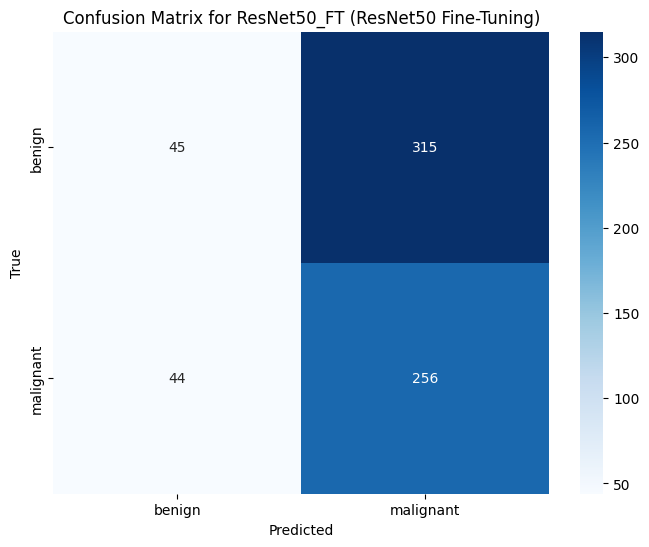 Confusion Matrix for ResNet50_FT (ResNet50 Fine-Tuning)
True
benign
malignant
45
315
44
256
benign
malignant
Predicted
300
250
200
150
100
50